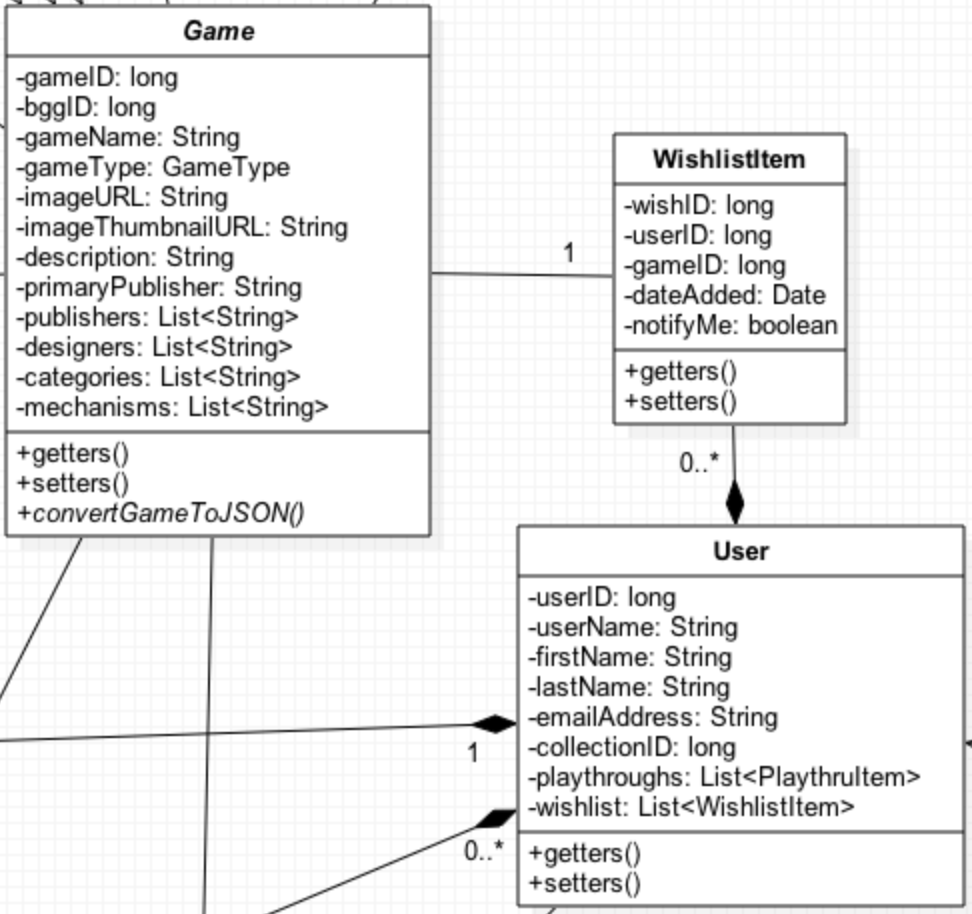 Game
-gameID: long
-bggID: long
-gameName: String
-gameType: GameType
-imageURL: String
-imageThumbnailURL: String
-description: String
-primaryPublisher: String
-publishers: List<String>
-designers: List<String>
-categories: List<String>
-mechanisms: List<String>
+getters()
+setters()
+convertGameToJSON()
1
WishlistItem
-wishID: long
-userID: long
-gameID: long
-dateAdded: Date
-notifyMe: boolean
+getters()
+setters()
0..*
User
-userID: long
-userName: String
-firstName: String
-lastName: String
-emailAddress: String
-collectionID: long
-playthroughs: List<PlaythruItem>
-wishlist: List<WishlistItem>
+getters()
+setters()
1
0..*